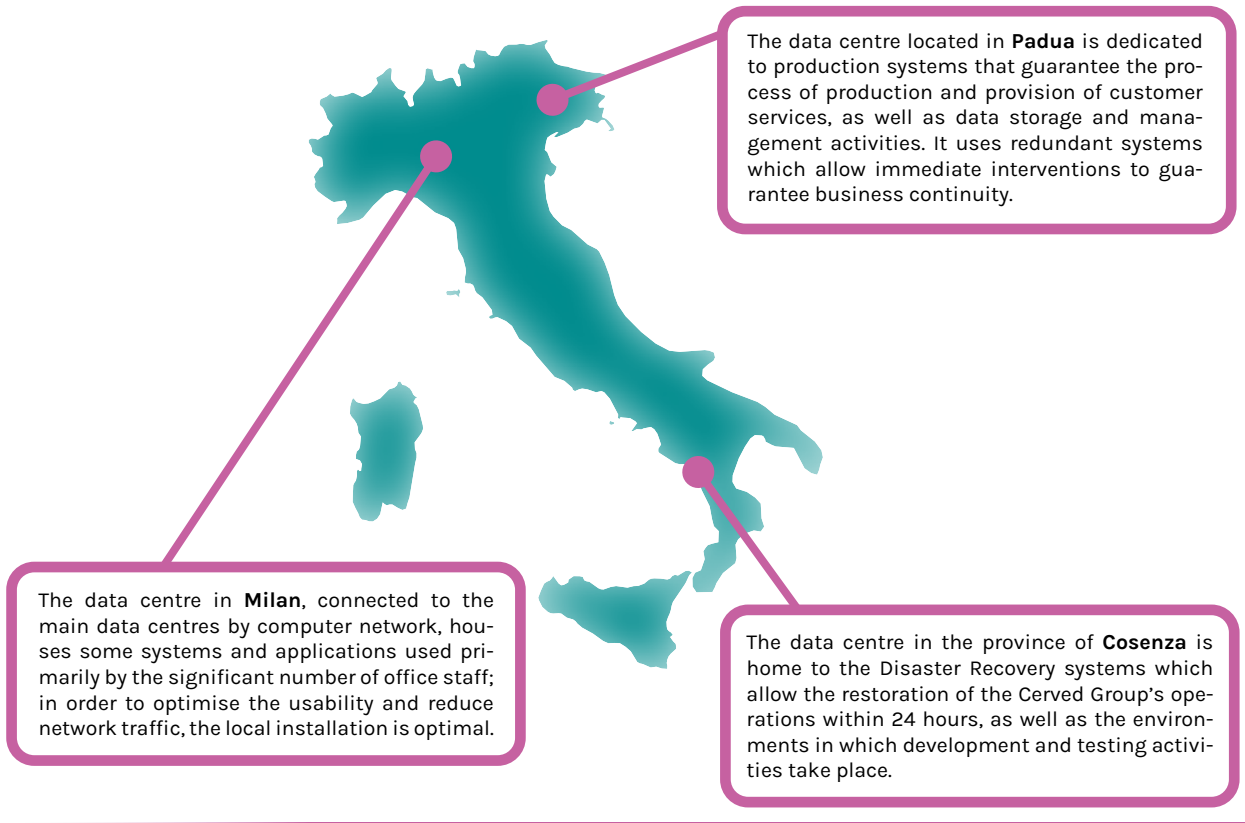 The data centre located in Padua is dedicated
to production systems that guarantee the pro-
cess of production and provision of customer
services, as well as data storage and mana-
gement activities. It uses redundant systems
which allow immediate interventions to gua-
rantee business continuity.
The data centre in Milan, connected to the
main data centres by computer network, hou-
ses some systems and applications used pri-
marily by the significant number of office staff;
in order to optimise the usability and reduce
network traffic, the local installation is optimal.
The data centre in the province of Cosenza is
home to the Disaster Recovery systems which
allow the restoration of the Cerved Group's ope-
rations within 24 hours, as well as the environ-
ments in which development and testing activi-
ties take place.